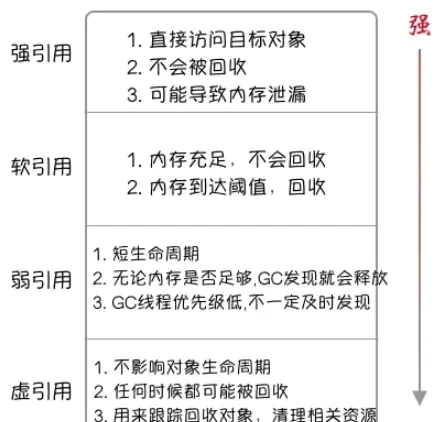 强
强引用
1. 直接访问目标对象
2. 不会被回收
3. 可能导致内存泄漏
软引用
1. 内存充足，不会回收
2. 内存到达阈值，回收
弱引用
1. 短生命周期
2. 无论内存是否足够,GC发现就会释放
3. GC线程优先级低,不一定及时发现
虚引用
1. 不影响对象生命周期
2. 任何时候都可能被回收
3. 用来跟踪回收对象，清理相关资源